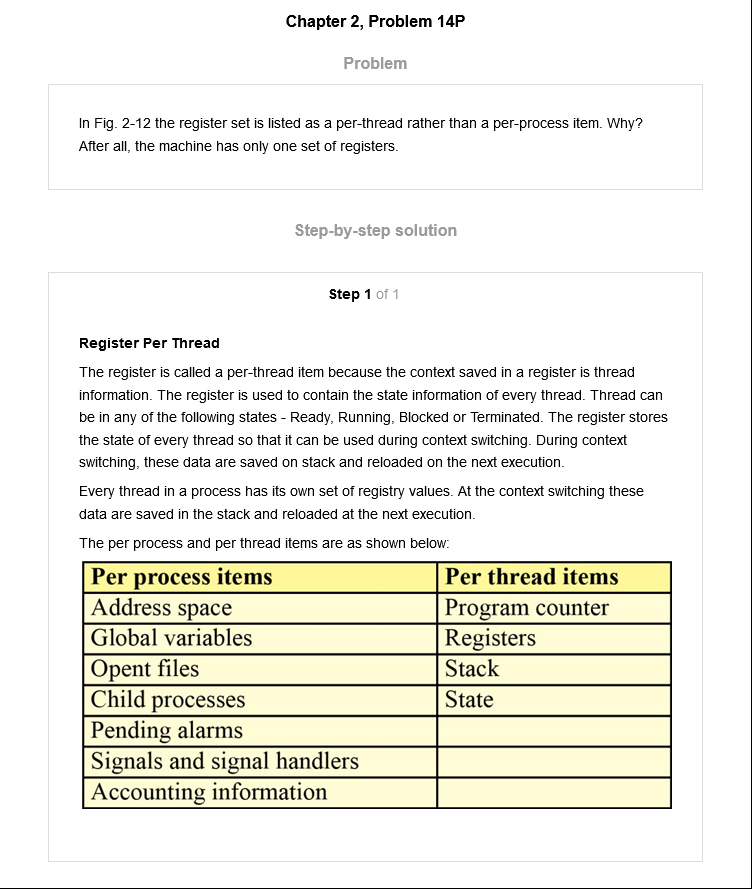 Chapter 2, Problem 14P
Problem
In Fig. 2-12 the register set is listed as a per-thread rather than a per-process item. Why?
After all, the machine has only one set of registers.
Step-by-step solution
Step 1 of 1
Register Per Thread
The register is called a per-thread item because the context saved in a register is thread
information. The register is used to contain the state information of every thread. Thread can
be in any of the following states - Ready, Running, Blocked or Terminated. The register stores
the state of every thread so that it can be used during context switching. During context
switching, these data are saved on stack and reloaded on the next execution.
Every thread in a process has its own set of registry values. At the context switching these
data are saved in the stack and reloaded at the next execution.
The per process and per thread items are as shown below:
Per process items Per thread items
Address space Program counter
Global variables Registers
Opent files Stack
Child processes State
Pending alarms
Signals and signal handlers
Accounting information